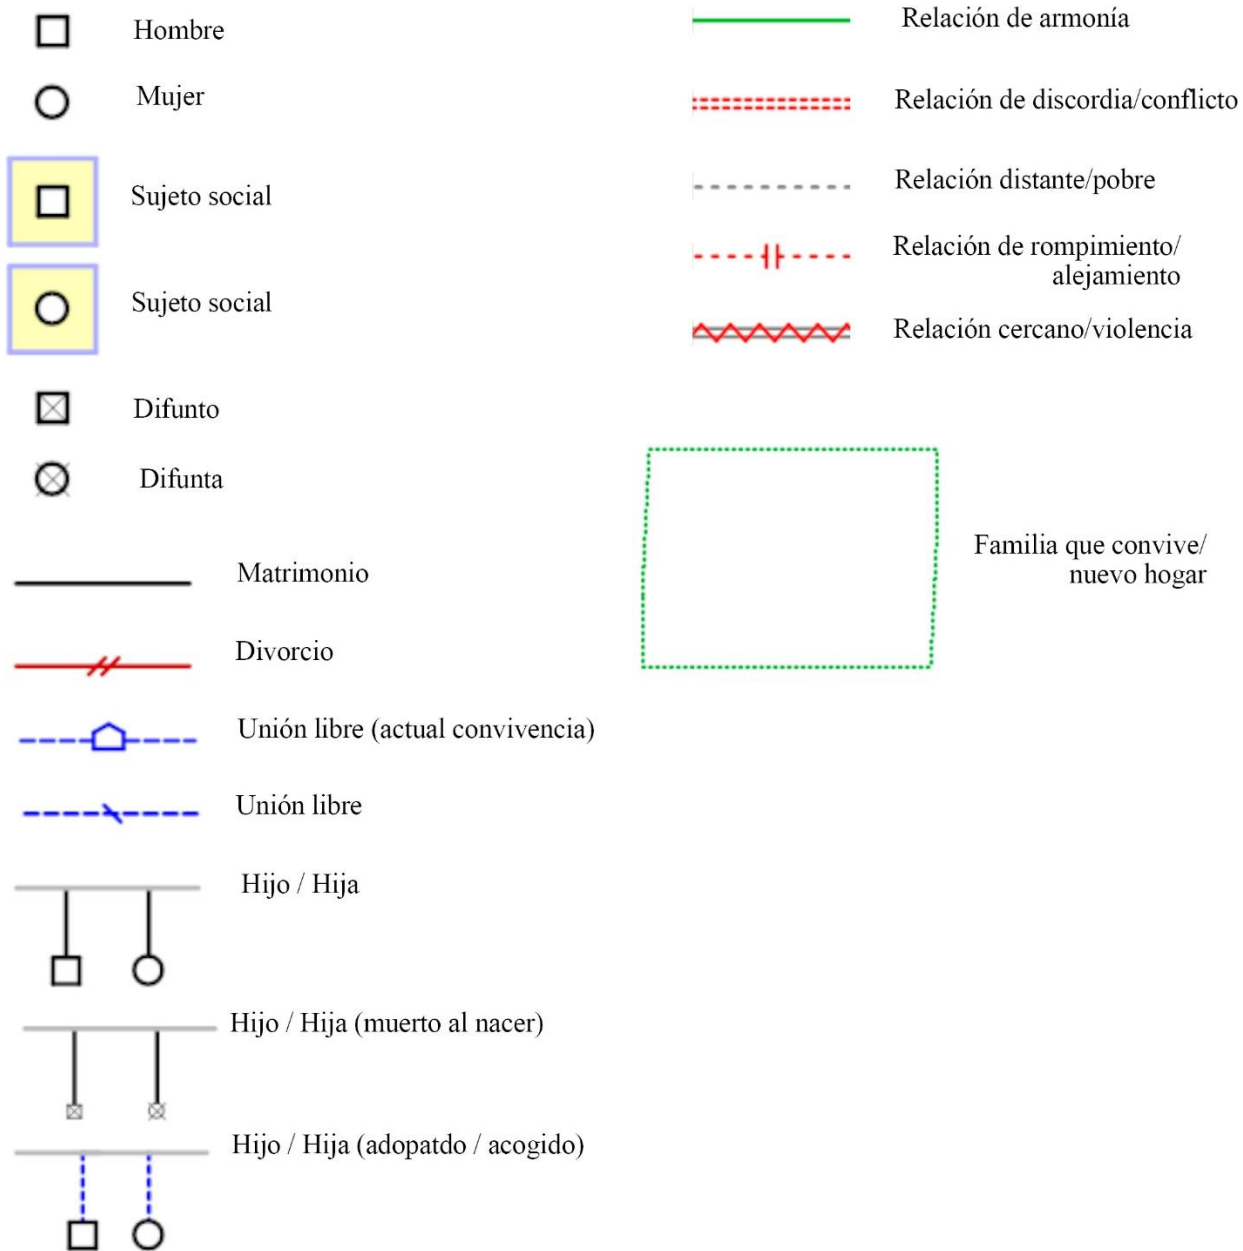 Hombre
Mujer
Sujeto social
Sujeto social
Difunto
Difunta
Matrimonio
Divorcio
Unión libre (actual convivencia)
Unión libre
Hijo / Hija
Hijo / Hija (muerto al nacer)
Hijo / Hija (adopatdo / acogido)
Relación de armonía
Relación de discordia/conflicto
Relación distante/pobre
Relación de rompimiento/
alejamiento
Relación cercano/violencia
Familia que convive/
nuevo hogar